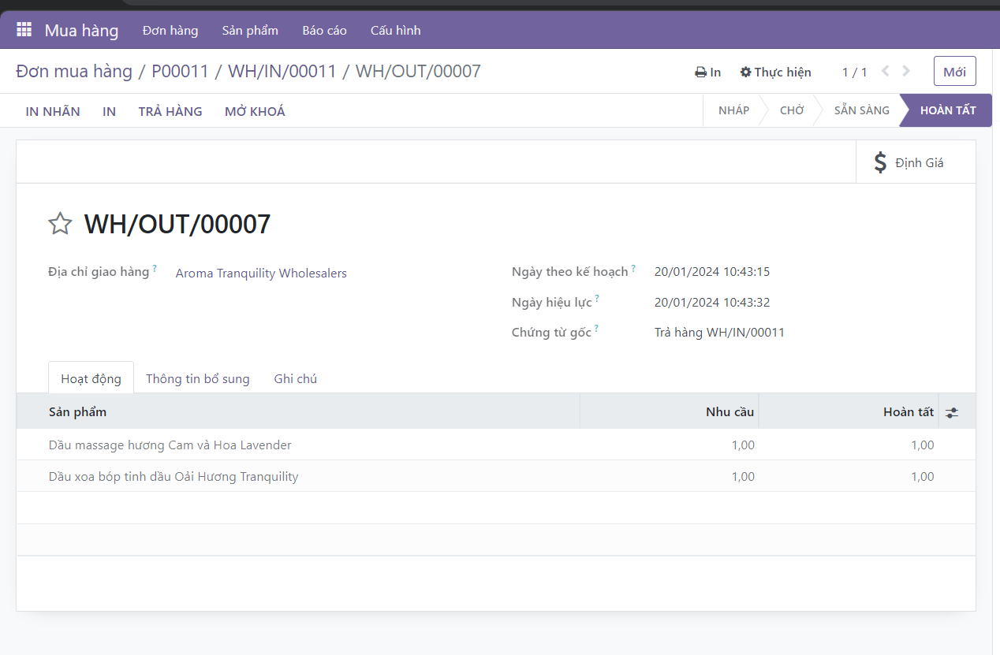 Mua hàng Đơn hàng Sản phẩm Báo cáo Cấu hình
Đơn mua hàng / P00011 / WH/IN/00011 / WH/OUT/00007 In Thực hiện 1 / 1 Mới
IN NHÃN IN TRẢ HÀNG MỞ KHOÁ NHÁP CHỜ SẴN SÀNG HOÀN TẤT
$ Định Giá
WH/OUT/00007
Địa chỉ giao hàng ? Aroma Tranquility Wholesalers Ngày theo kế hoạch ? 20/01/2024 10:43:15
Ngày hiệu lực ? 20/01/2024 10:43:32
Chứng từ gốc ? Trả hàng WH/IN/00011
Hoạt động Thông tin bổ sung Ghi chú
Sản phẩm Nhu cầu Hoàn tất
Dầu massage hương Cam và Hoa Lavender 1,00 1,00
Dầu xoa bóp tinh dầu Oải Hương Tranquility 1,00 1,00